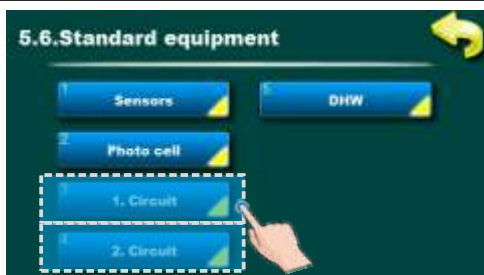 5.6.Standard equipment
1 Sensors
2 Photo cell
3 1. Circuit
4 2. Circuit
5 DHW